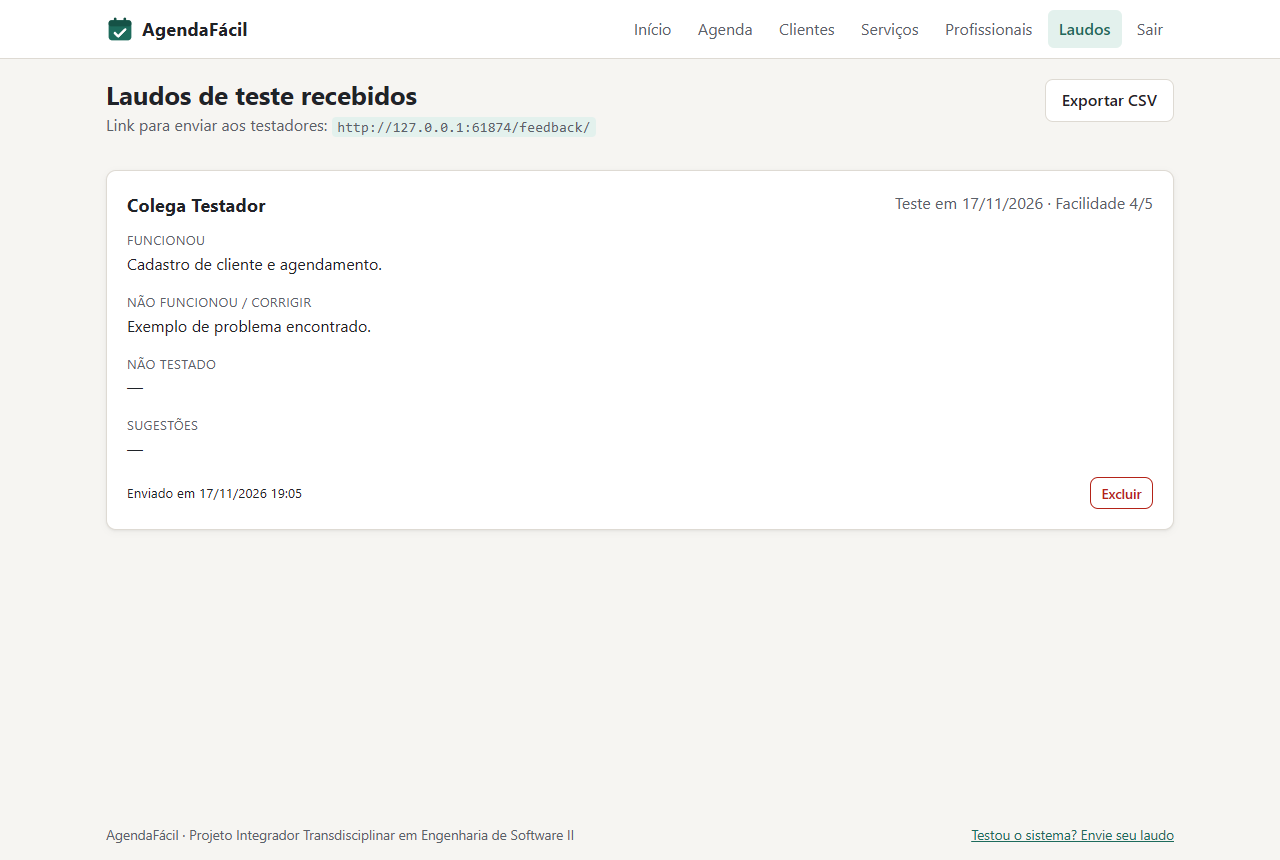 AgendaFácil
Início Agenda Clientes Serviços Profissionais Laudos Sair
Laudos de teste recebidos
Exportar CSV
Link para enviar aos testadores: http://127.0.0.1:61874/feedback/
Colega Testador
Teste em 17/11/2026 · Facilidade 4/5
FUNCIONOU
Cadastro de cliente e agendamento.
NÃO FUNCIONOU / CORRIGIR
Exemplo de problema encontrado.
NÃO TESTADO
—
SUGESTÕES
—
Enviado em 17/11/2026 19:05
Excluir
AgendaFácil · Projeto Integrador Transdisciplinar em Engenharia de Software II
Testou o sistema? Envie seu laudo